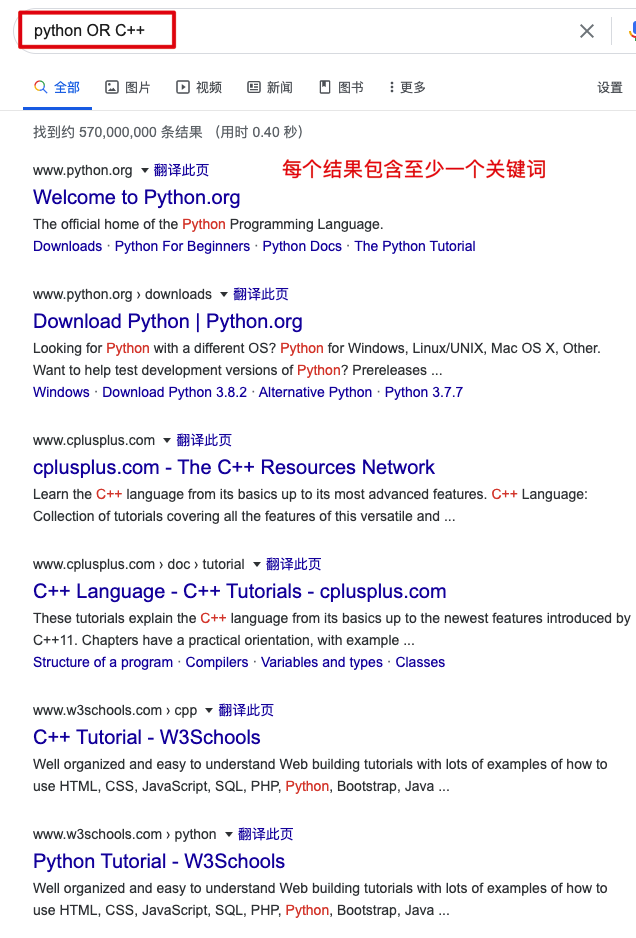 python OR C++
全部 图片 视频 新闻 图书 更多 设置
找到约 570,000,000 条结果 （用时 0.40 秒）
www.python.org 翻译此页
每个结果包含至少一个关键词
Welcome to Python.org
The official home of the Python Programming Language.
Downloads · Python For Beginners · Python Docs · The Python Tutorial
www.python.org › downloads 翻译此页
Download Python | Python.org
Looking for Python with a different OS? Python for Windows, Linux/UNIX, Mac OS X, Other.
Want to help test development versions of Python? Prereleases ...
Windows · Download Python 3.8.2 · Alternative Python · Python 3.7.7
www.cplusplus.com 翻译此页
cplusplus.com - The C++ Resources Network
Learn the C++ language from its basics up to its most advanced features. C++ Language:
Collection of tutorials covering all the features of this versatile and ...
www.cplusplus.com › doc › tutorial 翻译此页
C++ Language - C++ Tutorials - cplusplus.com
These tutorials explain the C++ language from its basics up to the newest features introduced by
C++11. Chapters have a practical orientation, with example ...
Structure of a program · Compilers · Variables and types · Classes
www.w3schools.com › cpp 翻译此页
C++ Tutorial - W3Schools
Well organized and easy to understand Web building tutorials with lots of examples of how to
use HTML, CSS, JavaScript, SQL, PHP, Python, Bootstrap, Java ...
www.w3schools.com › python 翻译此页
Python Tutorial - W3Schools
Well organized and easy to understand Web building tutorials with lots of examples of how to
use HTML, CSS, JavaScript, SQL, PHP, Python, Bootstrap, Java ...